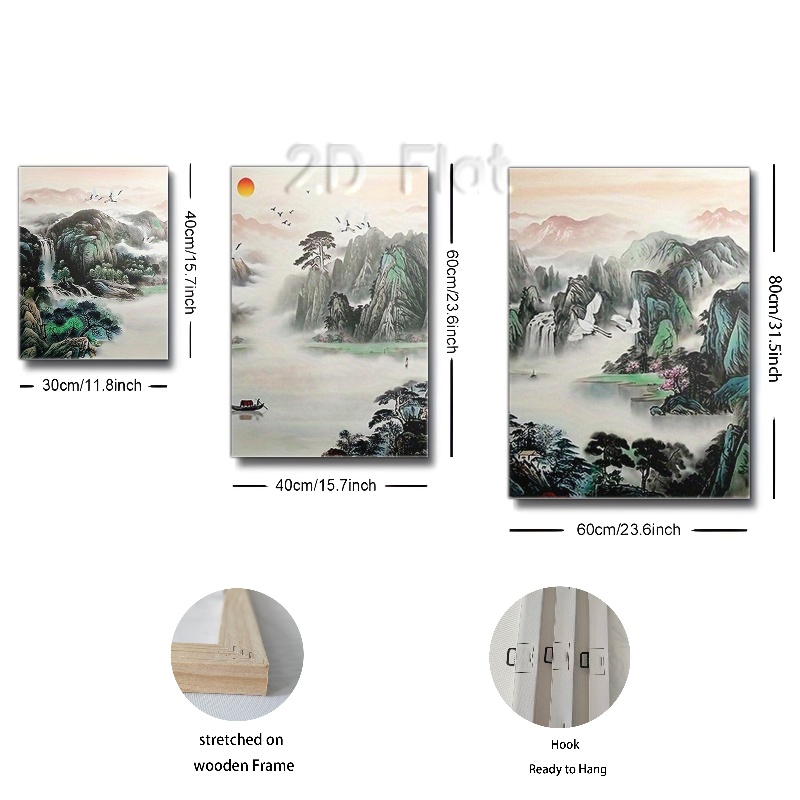 2D Flat
40cm/15.7inch
30cm/11.8inch
60cm/23.6inch
40cm/15.7inch
80cm/31.5inch
60cm/23.6inch
stretched on
wooden Frame
Hook
Ready to Hang